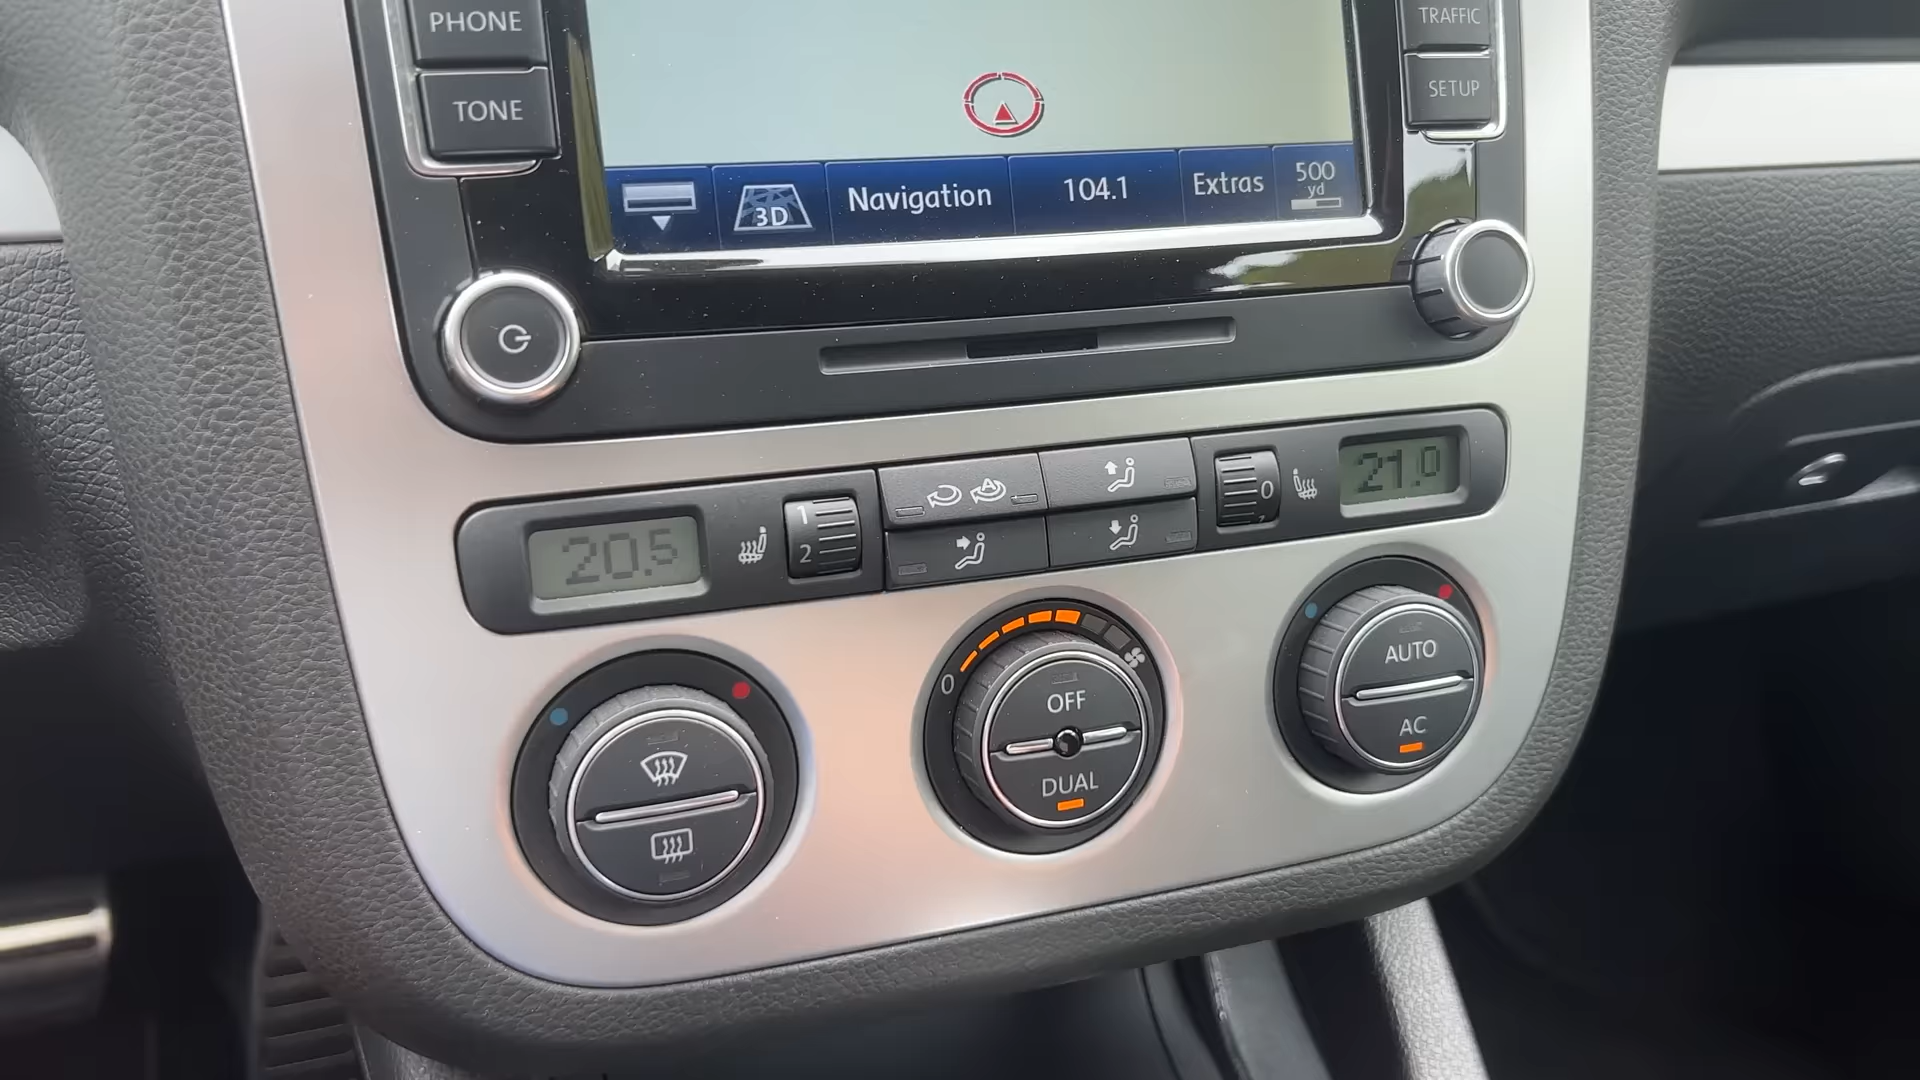 PHONE
TRAFFIC
TONE
SETUP
3D
Navigation
104.1
Extras
500
yd
20.5
1
2
A
0
21.0
0
OFF
DUAL
AUTO
AC